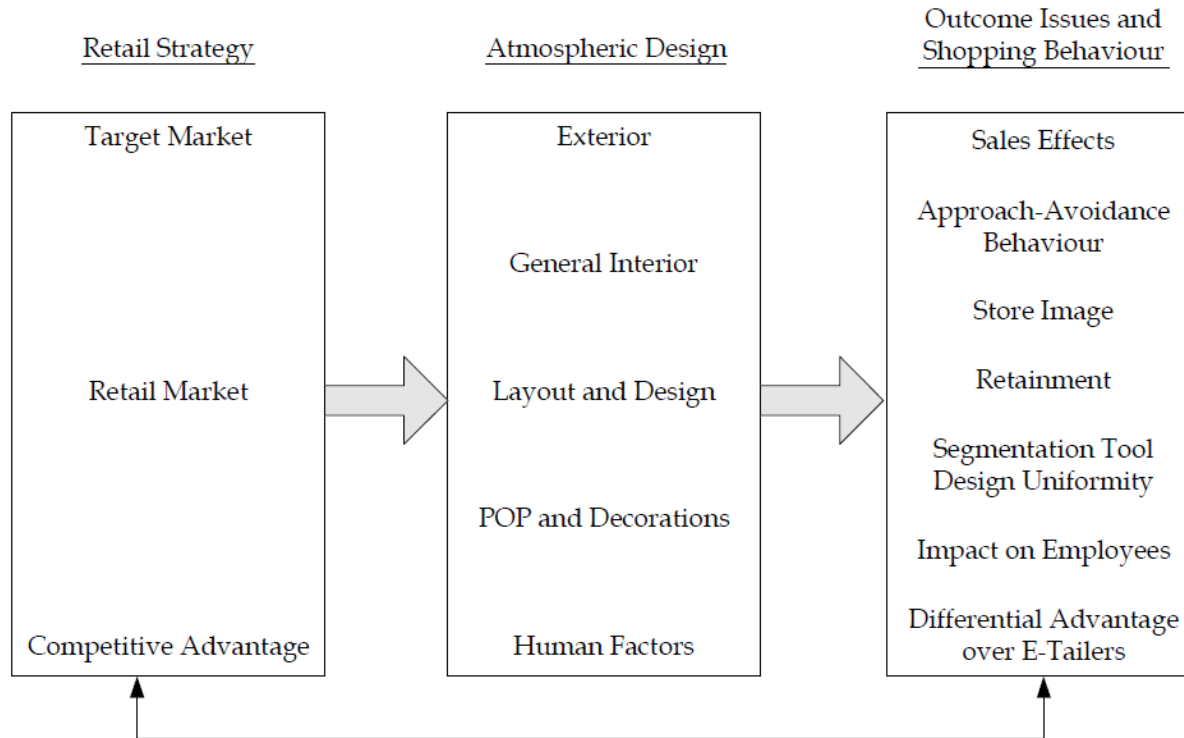 Retail Strategy
Atmospheric Design
Outcome Issues and
Shopping Behaviour
Target Market
Retail Market
Competitive Advantage
Exterior
General Interior
Layout and Design
POP and Decorations
Human Factors
Sales Effects
Approach-Avoidance
Behaviour
Store Image
Retainment
Segmentation Tool
Design Uniformity
Impact on Employees
Differential Advantage
over E-Tailers